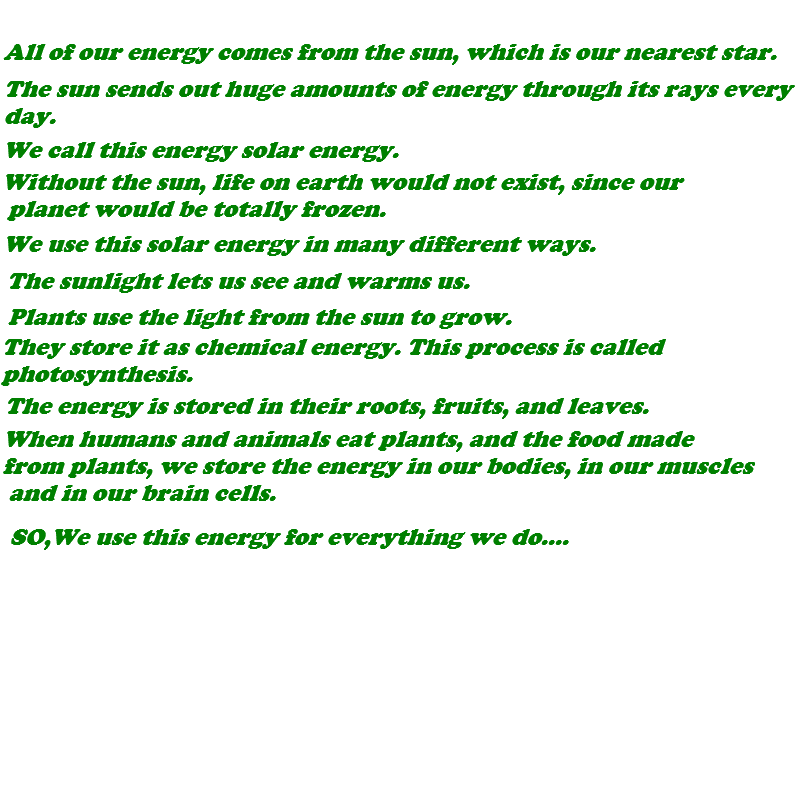 All of our energy comes from the sun, which is our nearest star.
The sun sends out huge amounts of energy through its rays every
day.
We call this energy solar energy.
Without the sun, life on earth would not exist, since our
planet would be totally frozen.
We use this solar energy in many different ways.
The sunlight lets us see and warms us.
Plants use the light from the sun to grow.
They store it as chemical energy. This process is called
photosynthesis.
The energy is stored in their roots, fruits, and leaves.
When humans and animals eat plants, and the food made
from plants, we store the energy in our bodies, in our muscles
and in our brain cells.
SO,We use this energy for everything we do....